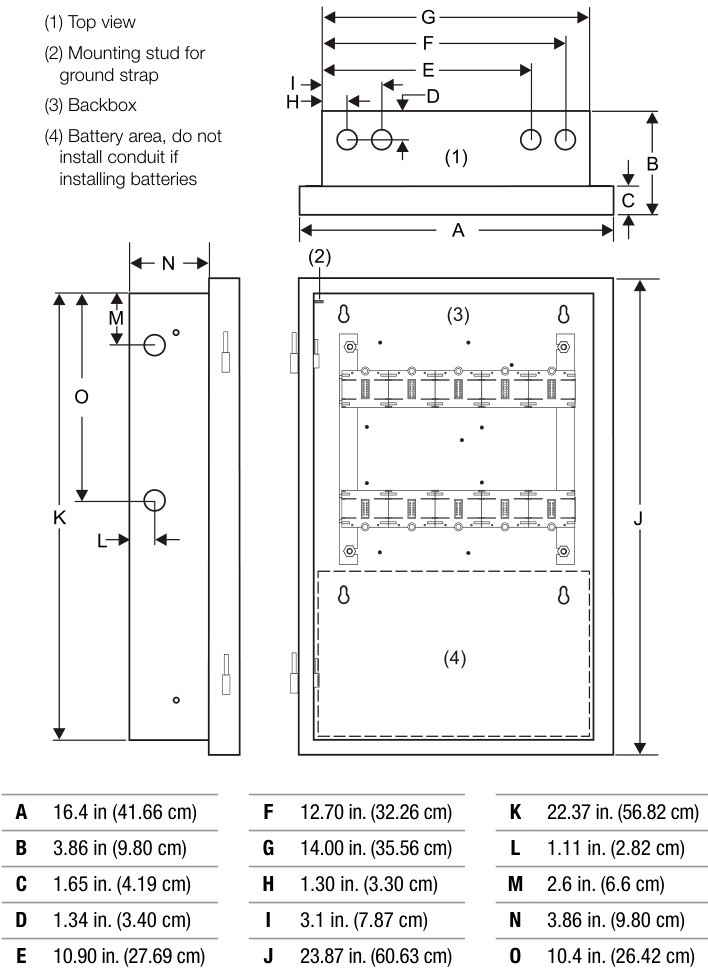 (1) Top view
(2) Mounting stud for
ground strap
(3) Backbox
(4) Battery area, do not
install conduit if
installing batteries
G
F
E
I
H
D
(1)
B
C
A
N
(2)
M
(3)
O
K
J
L
(4)
A 16.4 in (41.66 cm)
B 3.86 in (9.80 cm)
C 1.65 in. (4.19 cm)
D 1.34 in. (3.40 cm)
E 10.90 in. (27.69 cm)
F 12.70 in. (32.26 cm)
G 14.00 in. (35.56 cm)
H 1.30 in. (3.30 cm)
I 3.1 in. (7.87 cm)
J 23.87 in. (60.63 cm)
K 22.37 in. (56.82 cm)
L 1.11 in. (2.82 cm)
M 2.6 in. (6.6 cm)
N 3.86 in. (9.80 cm)
O 10.4 in. (26.42 cm)